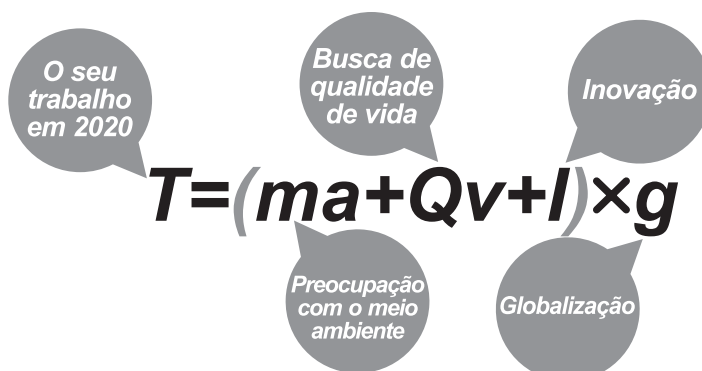 O seu
trabalho
em 2020
Busca de
qualidade
de vida
Inovação
T=(ma+Qv+I)×g
Preocupação
com o meio
ambiente
Globalização